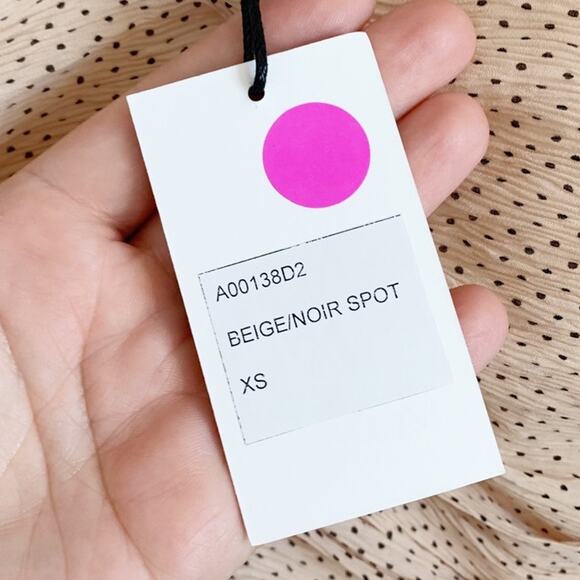 A00138D2
BEIGE/NOIR SPOT
XS